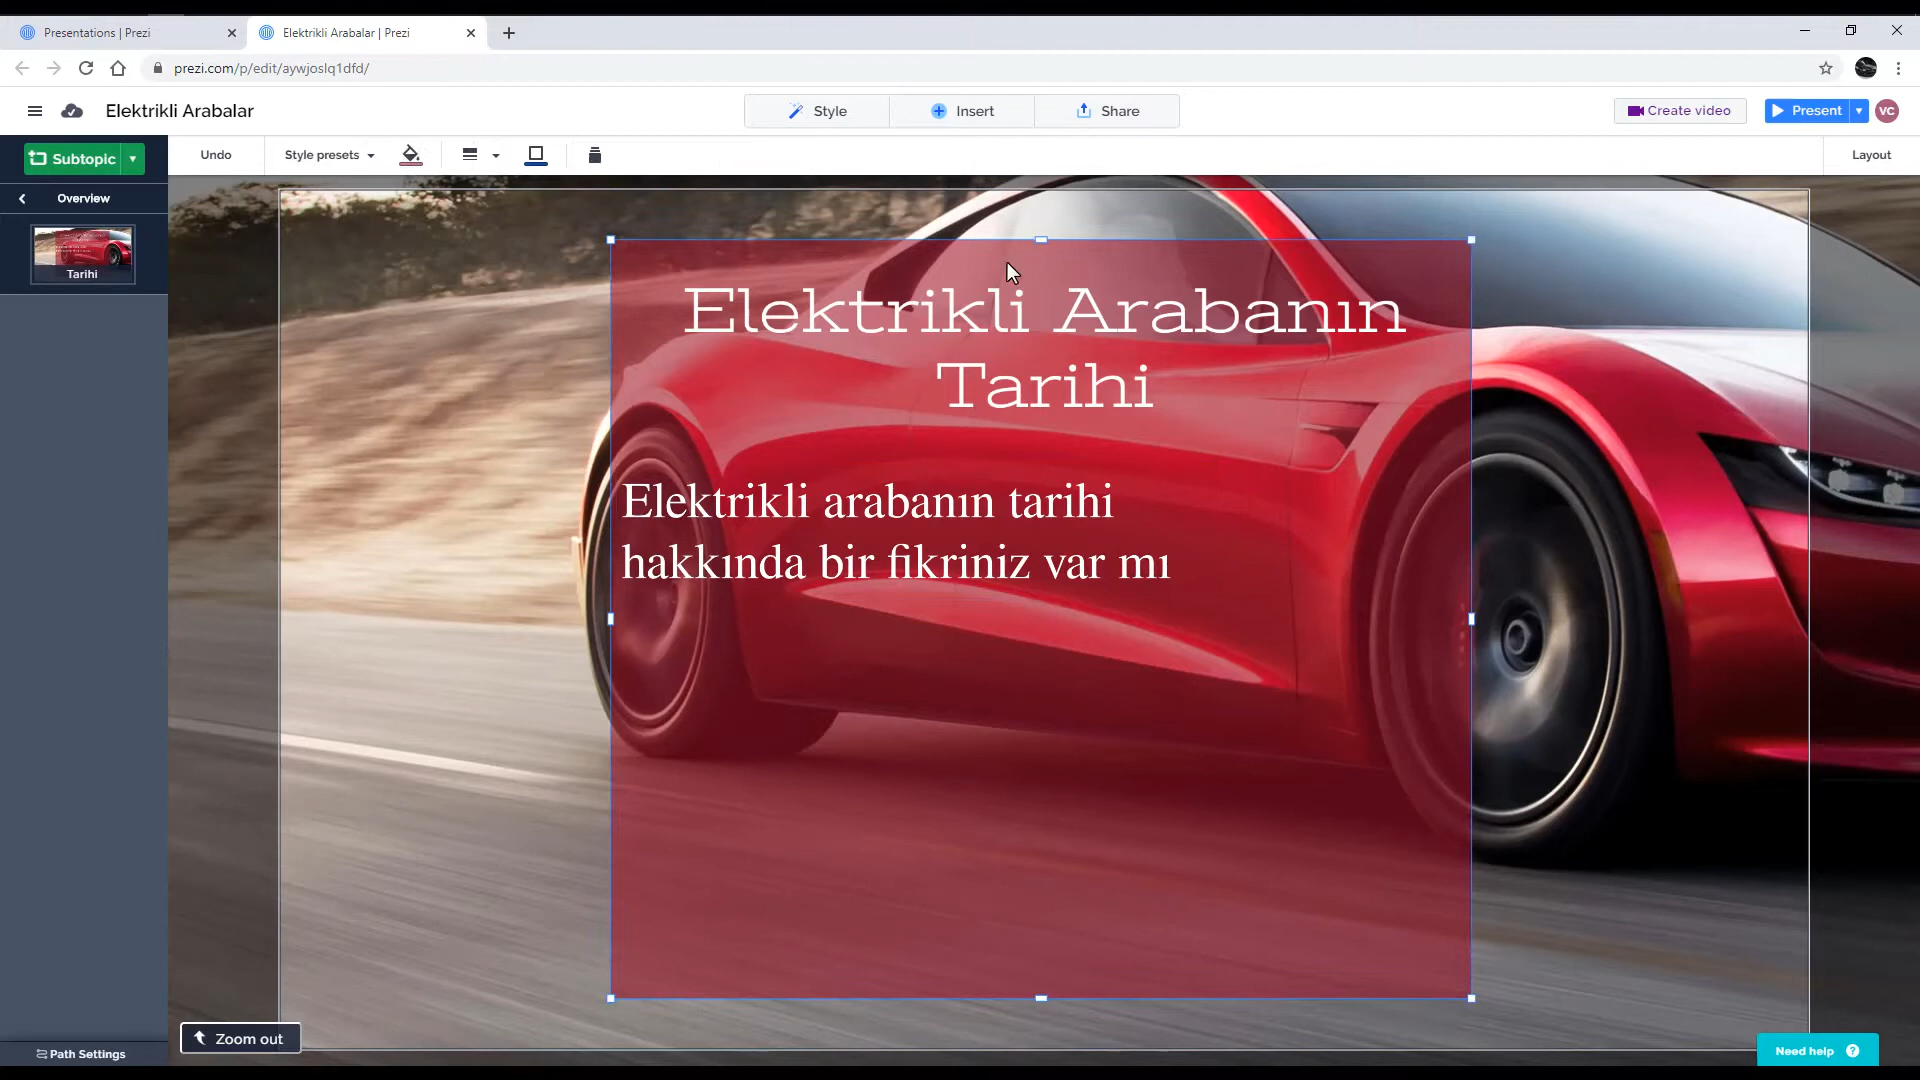 Presentations | Prezi
Elektrikli Arabalar | Prezi
prezi.com/p/edit/aywjoslq1dfd/
Elektrikli Arabalar
Style
Insert
Share
Create video
Present
VC
Subtopic
Undo
Style presets
Layout
Overview
Tarihi
Elektrikli Arabanın
Tarihi
Elektrikli arabanın tarihi
hakkında bir fikriniz var mı
Zoom out
Path Settings
Need help ?